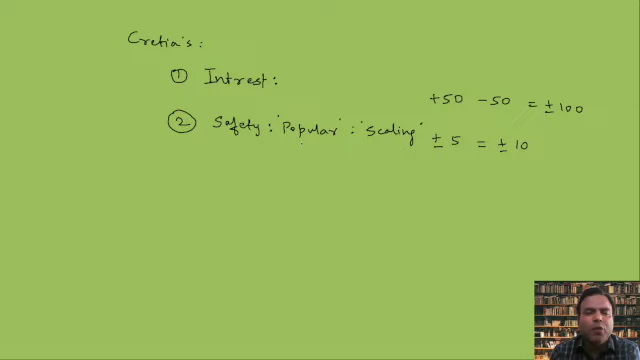 Cretia's:
① Intrest:
+50 -50 = ±100
② Safety: "Popular": "Scaling" ±5 = ±10